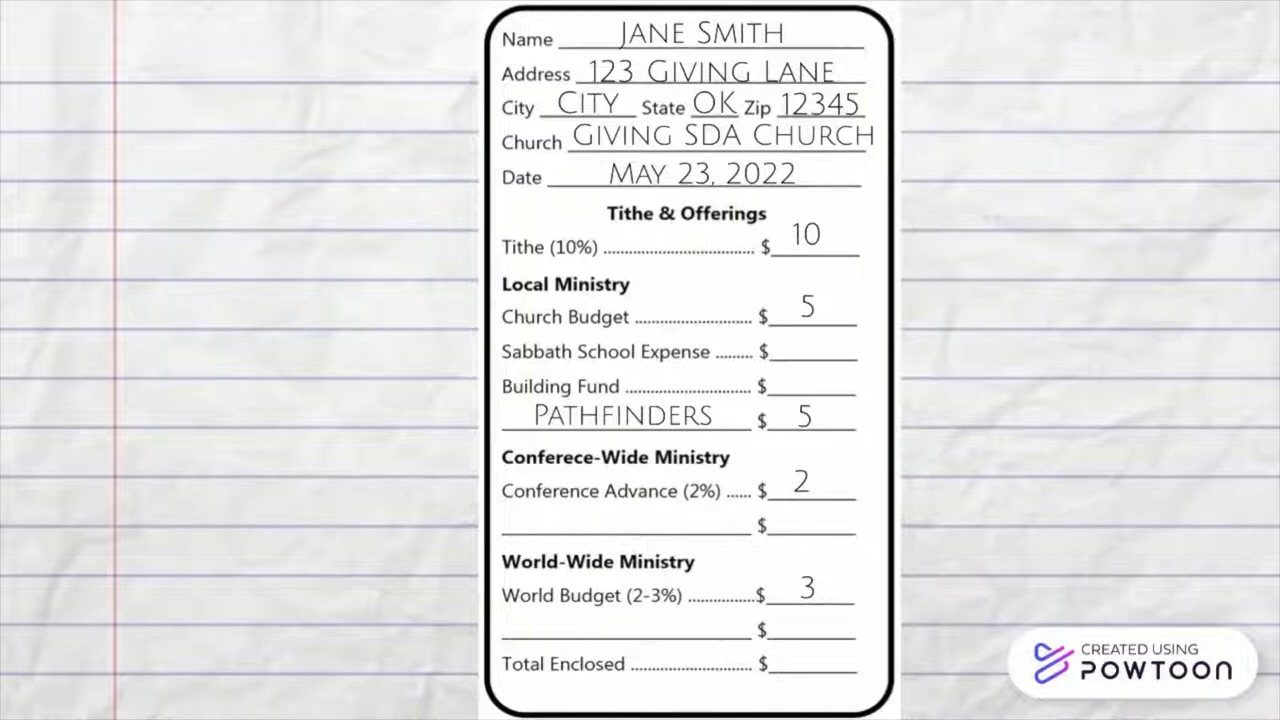 Name JANE SMITH
Address 123 GIVING LANE
City CITY State OK Zip 12345
Church GIVING SDA CHURCH
Date MAY 23, 2022
Tithe & Offerings
Tithe (10%) .................................... $ 10
Local Ministry
Church Budget ............................ $ 5
Sabbath School Expense ......... $
Building Fund .............................. $
PATHFINDERS $ 5
Conferece-Wide Ministry
Conference Advance (2%) ...... $ 2
$
World-Wide Ministry
World Budget (2-3%) ................$ 3
$
Total Enclosed ............................. $
CREATED USING
POWTOON